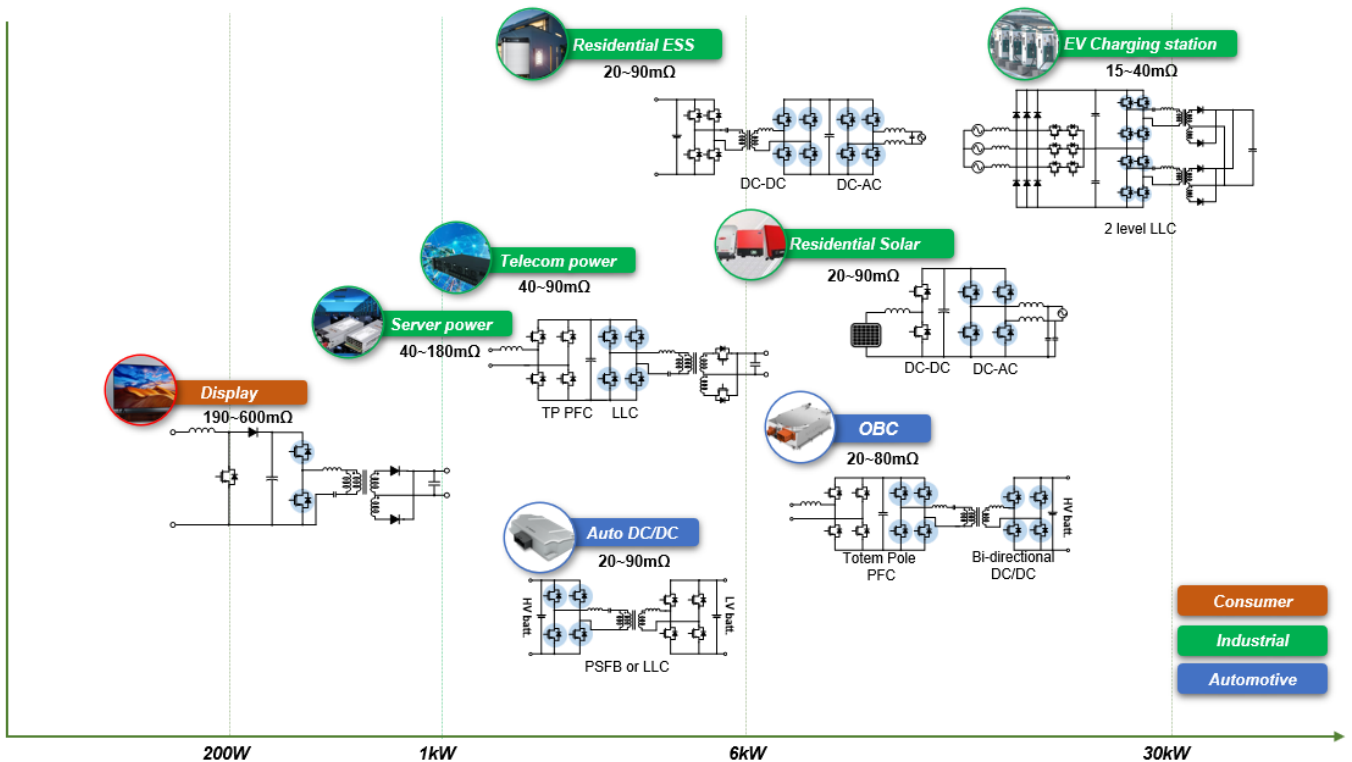 Residential ESS
20~90mΩ
DC-DC
DC-AC
EV Charging station
15~40mΩ
2 level LLC
Telecom power
40~90mΩ
Server power
40~180mΩ
TP PFC
LLC
Residential Solar
20~90mΩ
DC-DC
DC-AC
Display
190~600mΩ
OBC
20~80mΩ
HV batt.
Totem Pole
PFC
Bi-directional
DC/DC
Auto DC/DC
20~90mΩ
HV batt.
LV batt.
PSFB or LLC
Consumer
Industrial
Automotive
200W
1kW
6kW
30kW